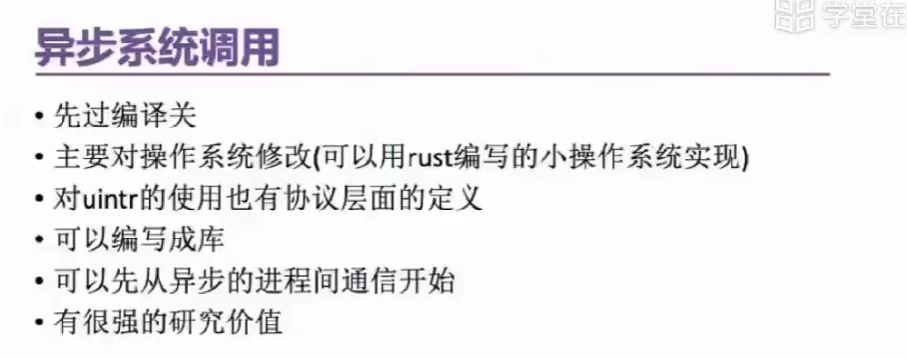 学堂在
异步系统调用
• 先过编译关
• 主要对操作系统修改(可以用rust编写的小操作系统实现)
• 对uintr的使用也有协议层面的定义
• 可以编写成库
• 可以先从异步的进程间通信开始
• 有很强的研究价值